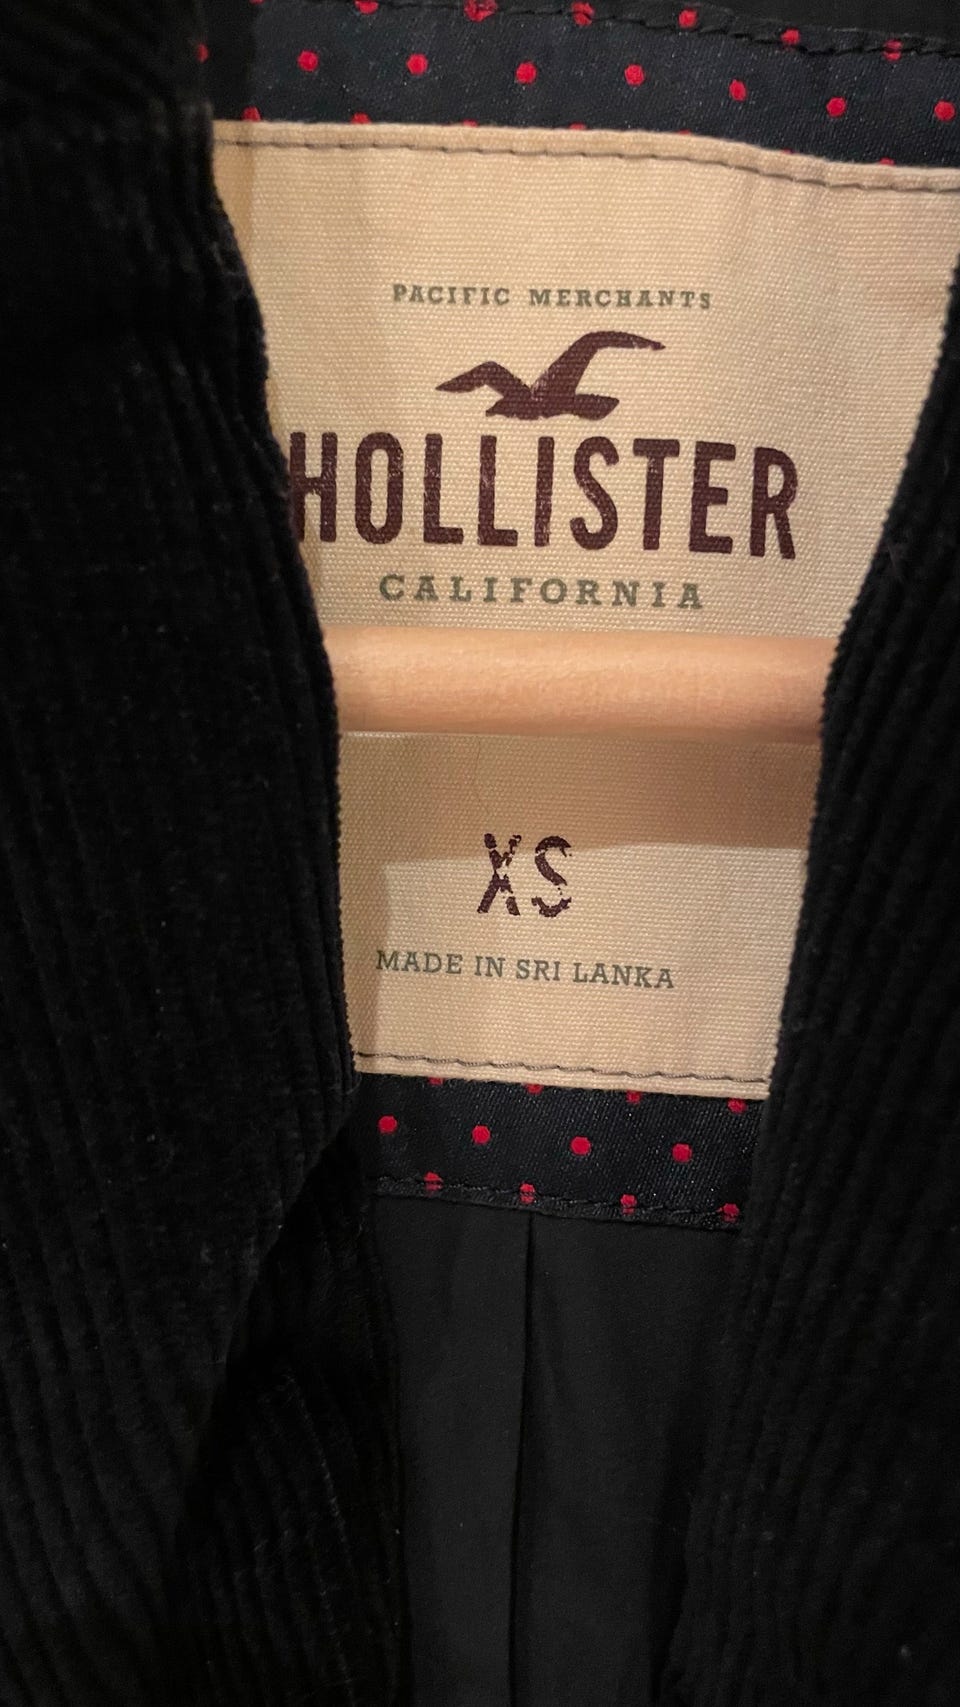 PACIFIC MERCHANTS
HOLLISTER
CALIFORNIA
XS
MADE IN SRI LANKA